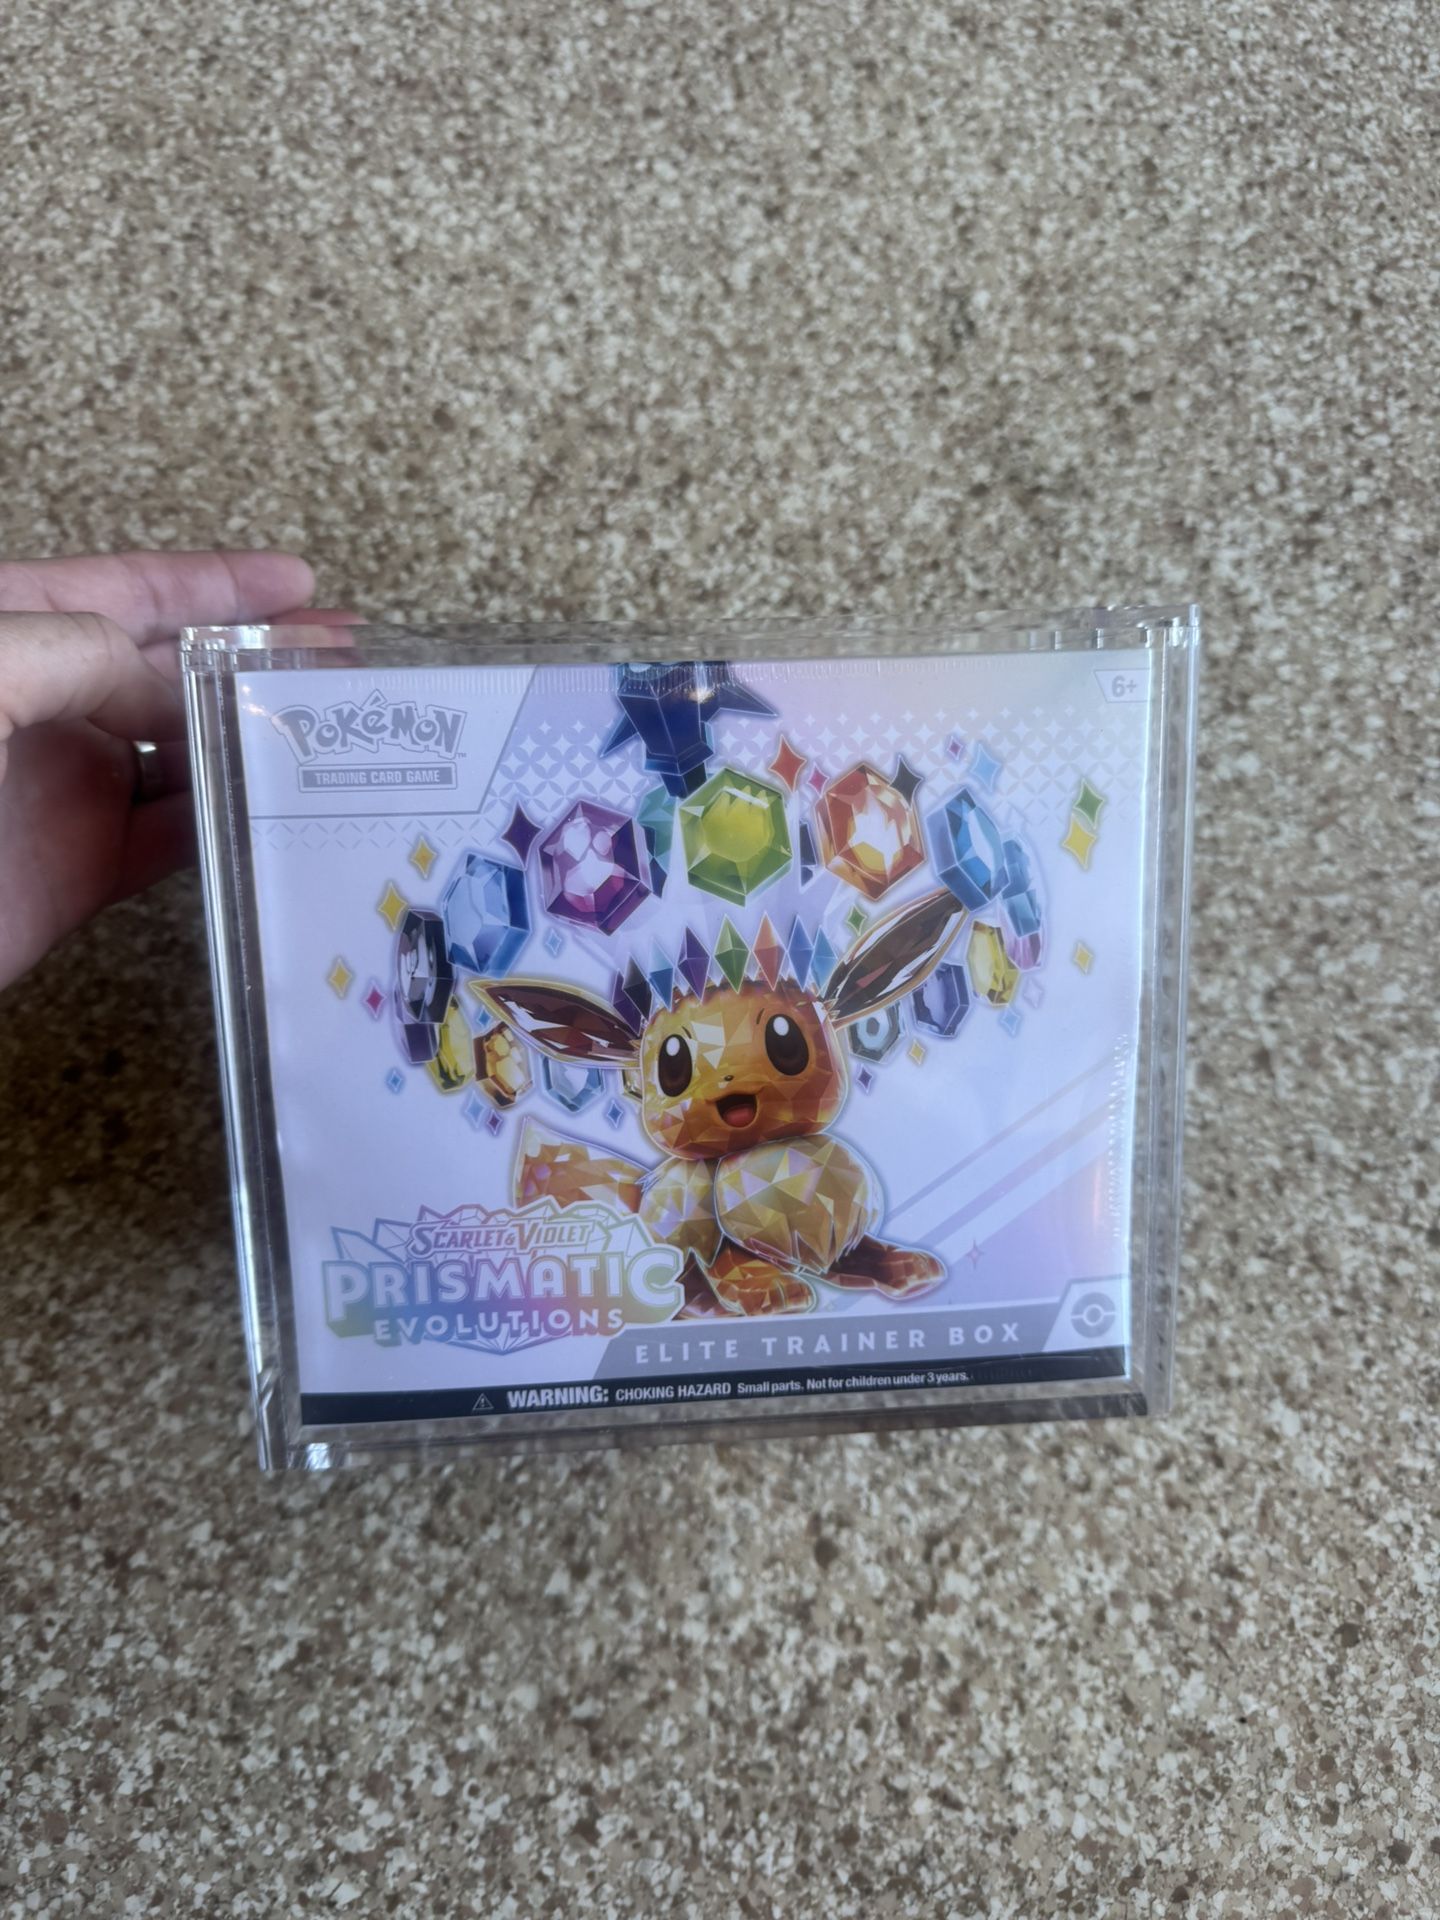 POKéMON™
TRADING CARD GAME
6+
SCARLET & VIOLET
PRISMATIC
EVOLUTIONS
ELITE TRAINER BOX
WARNING: CHOKING HAZARD Small parts. Not for children under 3 years.